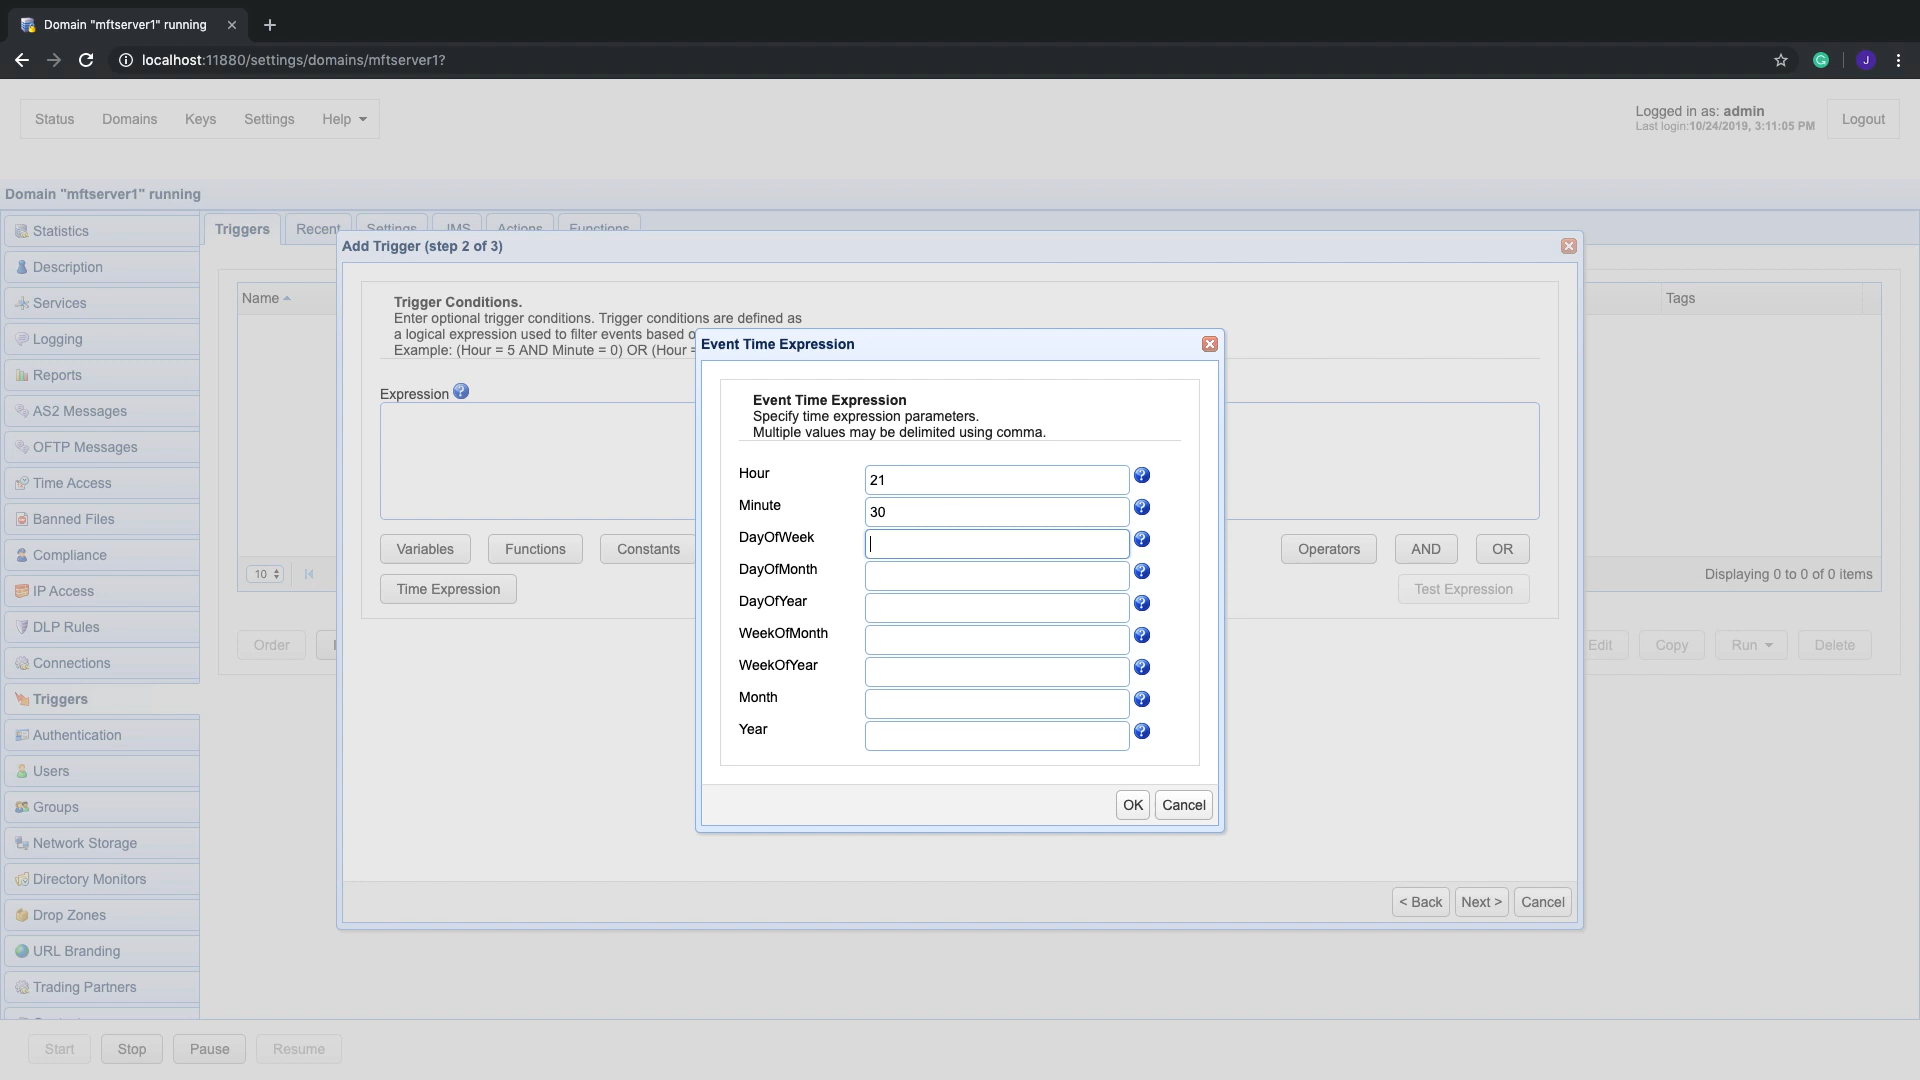 Domain "mftserver1" running
localhost:11880/settings/domains/mftserver1?
J
Status Domains Keys Settings Help
Logged in as: admin
Last login:10/24/2019, 3:11:05 PM
Logout
Domain "mftserver1" running
Statistics
Description
Services
Logging
Reports
AS2 Messages
OFTP Messages
Time Access
Banned Files
Compliance
IP Access
DLP Rules
Connections
Triggers
Authentication
Users
Groups
Network Storage
Directory Monitors
Drop Zones
URL Branding
Trading Partners
Triggers Recent Settings JMS Actions Functions
Name
Tags
10
Displaying 0 to 0 of 0 items
Order
Edit Copy Run Delete
Add Trigger (step 2 of 3)
Trigger Conditions.
Enter optional trigger conditions. Trigger conditions are defined as
a logical expression used to filter events based
Example: (Hour = 5 AND Minute = 0) OR (Hour =
Expression
Variables Functions Constants Operators AND OR
Time Expression Test Expression
< Back Next > Cancel
Event Time Expression
Event Time Expression
Specify time expression parameters.
Multiple values may be delimited using comma.
Hour 21
Minute 30
DayOfWeek
DayOfMonth
DayOfYear
WeekOfMonth
WeekOfYear
Month
Year
OK Cancel
Start Stop Pause Resume